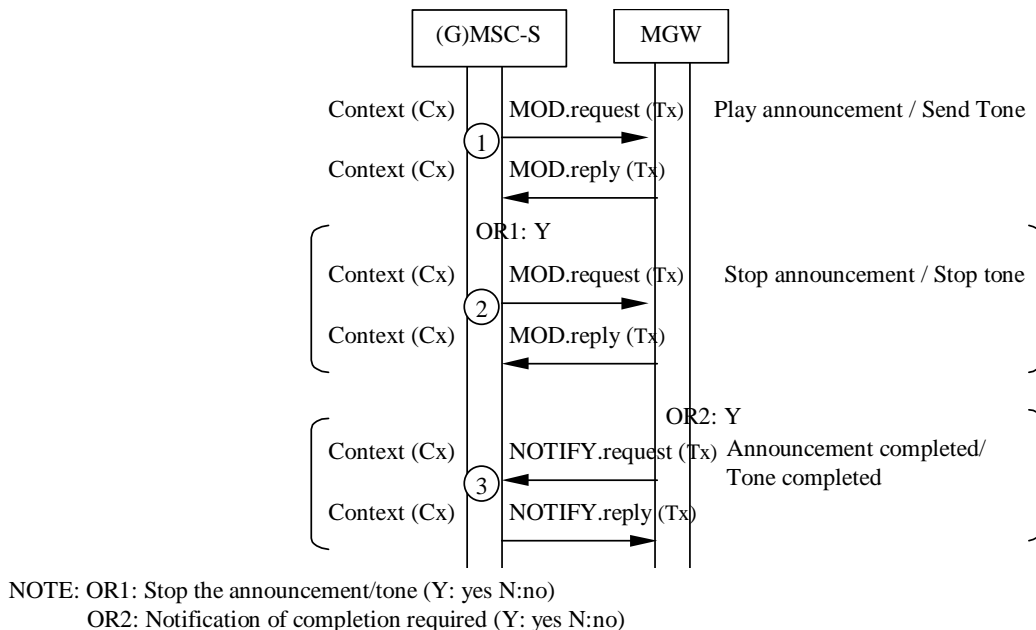 (G)MSC-S MGW
Context (Cx) MOD.request (Tx) Play announcement / Send Tone
1
Context (Cx) MOD.reply (Tx)
OR1: Y
Context (Cx) MOD.request (Tx) Stop announcement / Stop tone
2
Context (Cx) MOD.reply (Tx)
OR2: Y
Context (Cx) NOTIFY.request (Tx) Announcement completed/
Tone completed
3
Context (Cx) NOTIFY.reply (Tx)
NOTE: OR1: Stop the announcement/tone (Y: yes N:no)
OR2: Notification of completion required (Y: yes N:no)